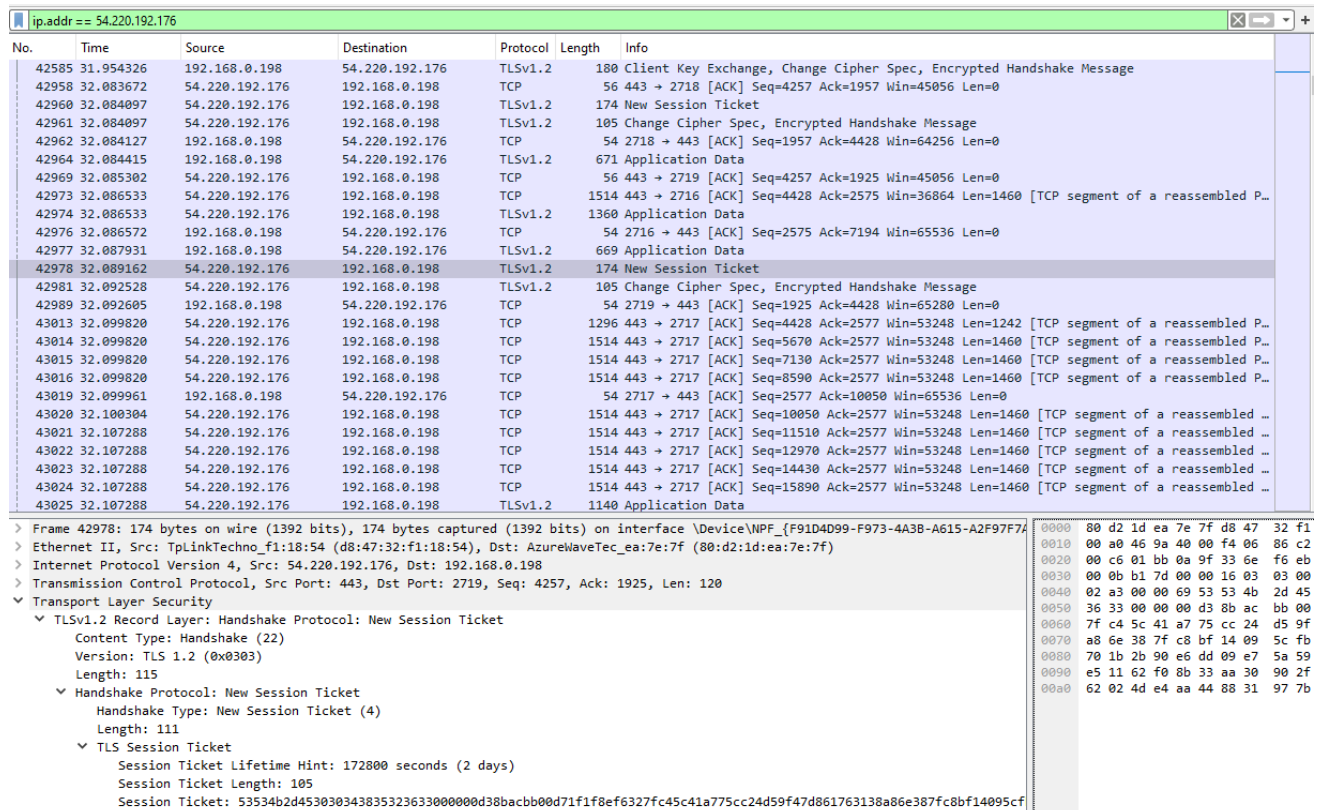 ip.addr == 54.220.192.176
No. Time Source Destination Protocol Length Info
42585 31.954326 192.168.0.198 54.220.192.176 TLSv1.2 180 Client Key Exchange, Change Cipher Spec, Encrypted Handshake Message
42958 32.083672 54.220.192.176 192.168.0.198 TCP 56 443 → 2718 [ACK] Seq=4257 Ack=1957 Win=45056 Len=0
42960 32.084097 54.220.192.176 192.168.0.198 TLSv1.2 174 New Session Ticket
42961 32.084097 54.220.192.176 192.168.0.198 TLSv1.2 105 Change Cipher Spec, Encrypted Handshake Message
42962 32.084127 192.168.0.198 54.220.192.176 TCP 54 2718 → 443 [ACK] Seq=1957 Ack=4428 Win=64256 Len=0
42964 32.084415 192.168.0.198 54.220.192.176 TLSv1.2 671 Application Data
42969 32.085302 54.220.192.176 192.168.0.198 TCP 56 443 → 2719 [ACK] Seq=4257 Ack=1925 Win=45056 Len=0
42973 32.086533 54.220.192.176 192.168.0.198 TCP 1514 443 → 2716 [ACK] Seq=4428 Ack=2575 Win=36864 Len=1460 [TCP segment of a reassembled P…
42974 32.086533 54.220.192.176 192.168.0.198 TLSv1.2 1360 Application Data
42976 32.086572 192.168.0.198 54.220.192.176 TCP 54 2716 → 443 [ACK] Seq=2575 Ack=7194 Win=65536 Len=0
42977 32.087931 192.168.0.198 54.220.192.176 TLSv1.2 669 Application Data
42978 32.089162 54.220.192.176 192.168.0.198 TLSv1.2 174 New Session Ticket
42981 32.092528 54.220.192.176 192.168.0.198 TLSv1.2 105 Change Cipher Spec, Encrypted Handshake Message
42989 32.092605 192.168.0.198 54.220.192.176 TCP 54 2719 → 443 [ACK] Seq=1925 Ack=4428 Win=65280 Len=0
43013 32.099820 54.220.192.176 192.168.0.198 TCP 1296 443 → 2717 [ACK] Seq=4428 Ack=2577 Win=53248 Len=1242 [TCP segment of a reassembled P…
43014 32.099820 54.220.192.176 192.168.0.198 TCP 1514 443 → 2717 [ACK] Seq=5670 Ack=2577 Win=53248 Len=1460 [TCP segment of a reassembled P…
43015 32.099820 54.220.192.176 192.168.0.198 TCP 1514 443 → 2717 [ACK] Seq=7130 Ack=2577 Win=53248 Len=1460 [TCP segment of a reassembled P…
43016 32.099820 54.220.192.176 192.168.0.198 TCP 1514 443 → 2717 [ACK] Seq=8590 Ack=2577 Win=53248 Len=1460 [TCP segment of a reassembled P…
43019 32.099961 192.168.0.198 54.220.192.176 TCP 54 2717 → 443 [ACK] Seq=2577 Ack=10050 Win=65536 Len=0
43020 32.100304 54.220.192.176 192.168.0.198 TCP 1514 443 → 2717 [ACK] Seq=10050 Ack=2577 Win=53248 Len=1460 [TCP segment of a reassembled …
43021 32.107288 54.220.192.176 192.168.0.198 TCP 1514 443 → 2717 [ACK] Seq=11510 Ack=2577 Win=53248 Len=1460 [TCP segment of a reassembled …
43022 32.107288 54.220.192.176 192.168.0.198 TCP 1514 443 → 2717 [ACK] Seq=12970 Ack=2577 Win=53248 Len=1460 [TCP segment of a reassembled …
43023 32.107288 54.220.192.176 192.168.0.198 TCP 1514 443 → 2717 [ACK] Seq=14430 Ack=2577 Win=53248 Len=1460 [TCP segment of a reassembled …
43024 32.107288 54.220.192.176 192.168.0.198 TCP 1514 443 → 2717 [ACK] Seq=15890 Ack=2577 Win=53248 Len=1460 [TCP segment of a reassembled …
43025 32.107288 54.220.192.176 192.168.0.198 TLSv1.2 1140 Application Data
Frame 42978: 174 bytes on wire (1392 bits), 174 bytes captured (1392 bits) on interface \Device\NPF_{F91D4D99-F973-4A3B-A615-A2F97F7A
Ethernet II, Src: TpLinkTechno_f1:18:54 (d8:47:32:f1:18:54), Dst: AzureWaveTec_ea:7e:7f (80:d2:1d:ea:7e:7f)
Internet Protocol Version 4, Src: 54.220.192.176, Dst: 192.168.0.198
Transmission Control Protocol, Src Port: 443, Dst Port: 2719, Seq: 4257, Ack: 1925, Len: 120
Transport Layer Security
TLSv1.2 Record Layer: Handshake Protocol: New Session Ticket
Content Type: Handshake (22)
Version: TLS 1.2 (0x0303)
Length: 115
Handshake Protocol: New Session Ticket
Handshake Type: New Session Ticket (4)
Length: 111
TLS Session Ticket
Session Ticket Lifetime Hint: 172800 seconds (2 days)
Session Ticket Length: 105
Session Ticket: 53534b2d45303034383532363300​0000d38bacbb00d71f1f8ef6327fc45c41a775cc24d59f47d861763138a86e387fc8bf14095cf
0000 80 d2 1d ea 7e 7f d8 47 32 f1
0010 00 a0 46 9a 40 00 f4 06 86 c2
0020 00 c6 01 bb 0a 9f 33 6e f6 eb
0030 00 0b b1 7d 00 00 16 03 03 00
0040 02 a3 00 00 69 53 53 4b 2d 45
0050 36 33 00 00 00 d3 8b ac bb 00
0060 7f c4 5c 41 a7 75 cc 24 d5 9f
0070 a8 6e 38 7f c8 bf 14 09 5c fb
0080 70 1b 2b 90 e6 dd 09 e7 5a 59
0090 e5 11 62 f0 8b 33 aa 30 90 2f
00a0 62 02 4d e4 aa 44 88 31 97 7b